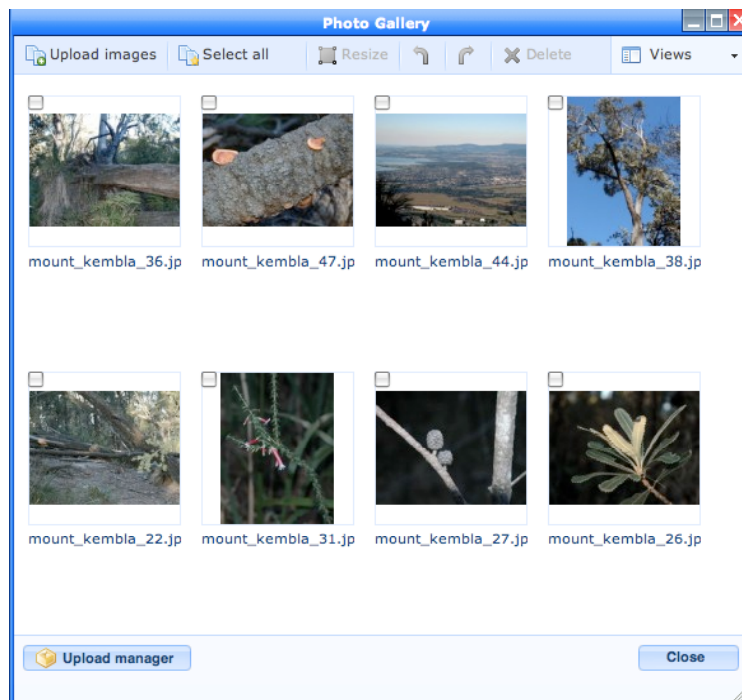 Photo Gallery
Upload images Select all Resize Delete Views
mount_kembla_36.jp mount_kembla_47.jp mount_kembla_44.jp mount_kembla_38.jp
mount_kembla_22.jp mount_kembla_31.jp mount_kembla_27.jp mount_kembla_26.jp
Upload manager Close